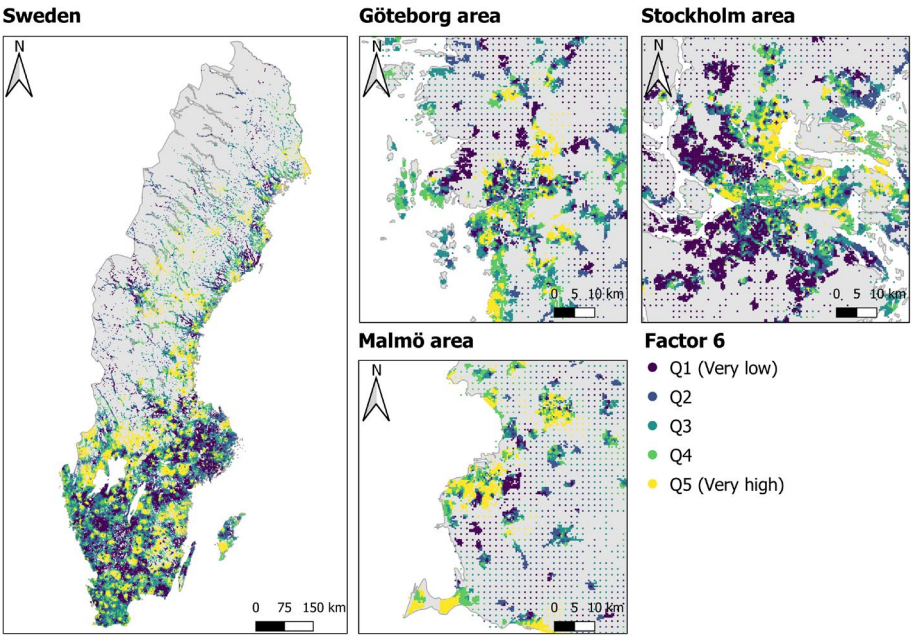 Sweden
N
0 75 150 km
Göteborg area
N
0 5 10 km
Stockholm area
N
0 5 10 km
Malmö area
N
0 5 10 km
Factor 6
Q1 (Very low)
Q2
Q3
Q4
Q5 (Very high)